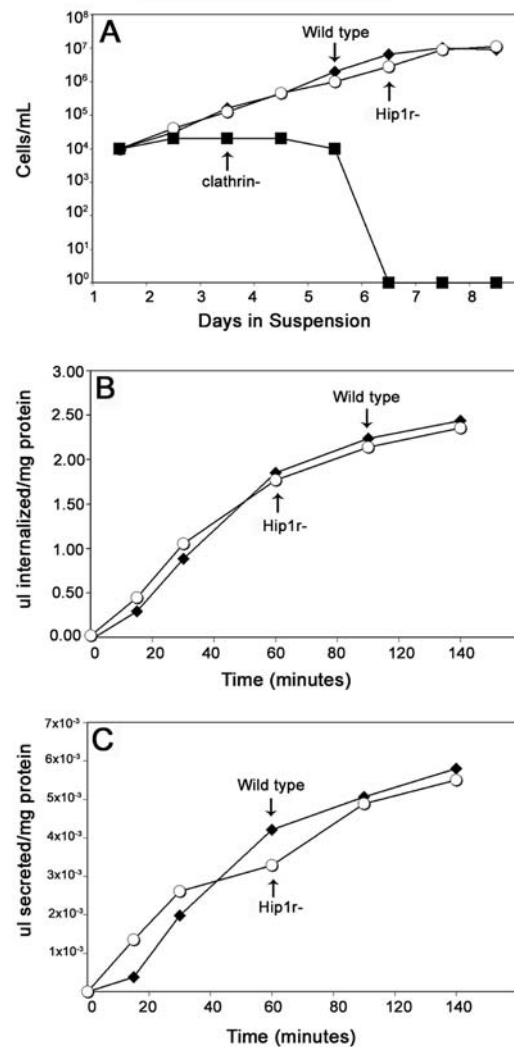 A
Cells/mL
10⁸
10⁷
10⁶
10⁵
10⁴
10³
10²
10¹
10⁰
Wild type
Hip1r-
clathrin-
1 2 3 4 5 6 7 8
Days in Suspension
B
ul internalized/mg protein
3.00
2.50
2.00
1.50
1.00
0.50
0.00
Wild type
Hip1r-
0 20 40 60 80 100 120 140
Time (minutes)
C
ul secreted/mg protein
7x10⁻³
6x10⁻³
5x10⁻³
4x10⁻³
3x10⁻³
2x10⁻³
1x10⁻³
Wild type
Hip1r-
0 20 40 60 80 100 120 140
Time (minutes)